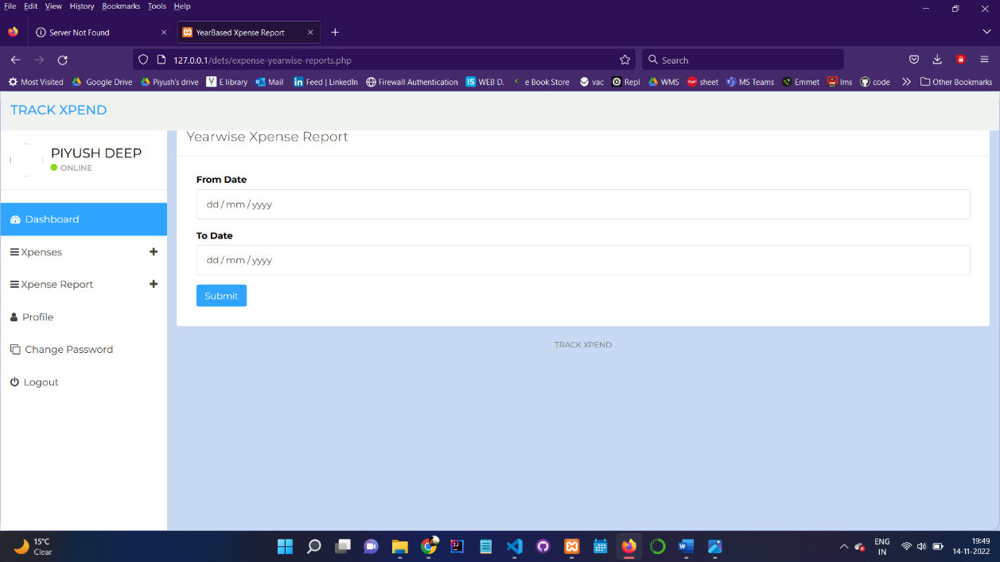 File Edit View History Bookmarks Tools Help
Server Not Found
YearBased Xpense Report
127.0.0.1/dets/expense-yearwise-reports.php
Search
Most Visited Google Drive Piyush's drive E library Mail Feed | LinkedIn Firewall Authentication WEB D. e Book Store vac Repl WMS sheet MS Teams Emmet lms code Other Bookmarks
TRACK XPEND
PIYUSH DEEP
ONLINE
Dashboard
Xpenses
Xpense Report
Profile
Change Password
Logout
Yearwise Xpense Report
From Date
dd / mm / yyyy
To Date
dd / mm / yyyy
Submit
TRACK XPEND
15°C
Clear
ENG
IN
19:49
14-11-2022